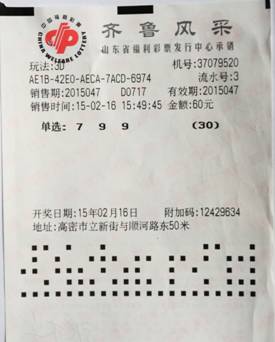 中国福利彩票
CHINA WELFARE LOTTERY
齐鲁风采
山东省福利彩票发行中心承销
玩法:3D 机号:37079520
AE1B-42E0-AECA-7ACD-6974 流水号:3
销售期:2015047 D0717 有效期:2015047
销售时间:15-02-16 15:49:45 金额:60元
单选: 7 9 9 (30)
开奖日期:15年02月16日 附加码:12429634
地址:高密市立新街与顺河路东50米